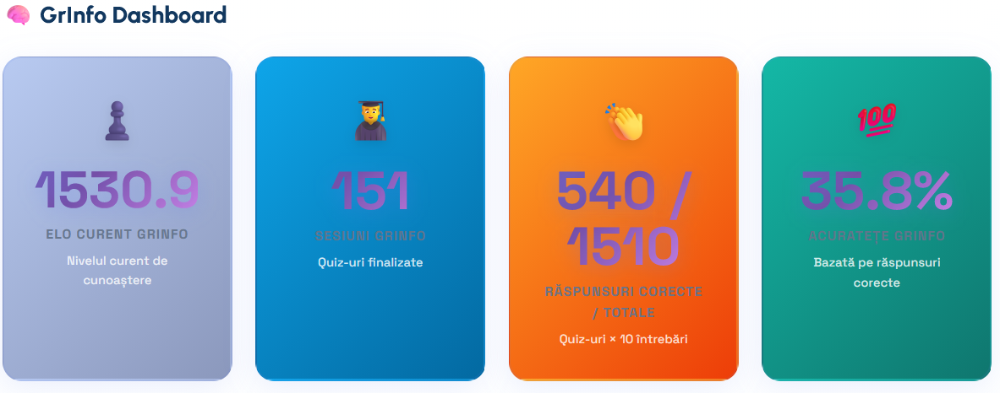 GrInfo Dashboard
1530.9
ELO CURENT GRINFO
Nivelul curent de
cunoaștere
151
SESIUNI GRINFO
Quiz-uri finalizate
540 /
1510
RĂSPUNSURI CORECTE
/ TOTALE
Quiz-uri × 10 întrebări
100
35.8%
ACURATEȚE GRINFO
Bazată pe răspunsuri
corecte